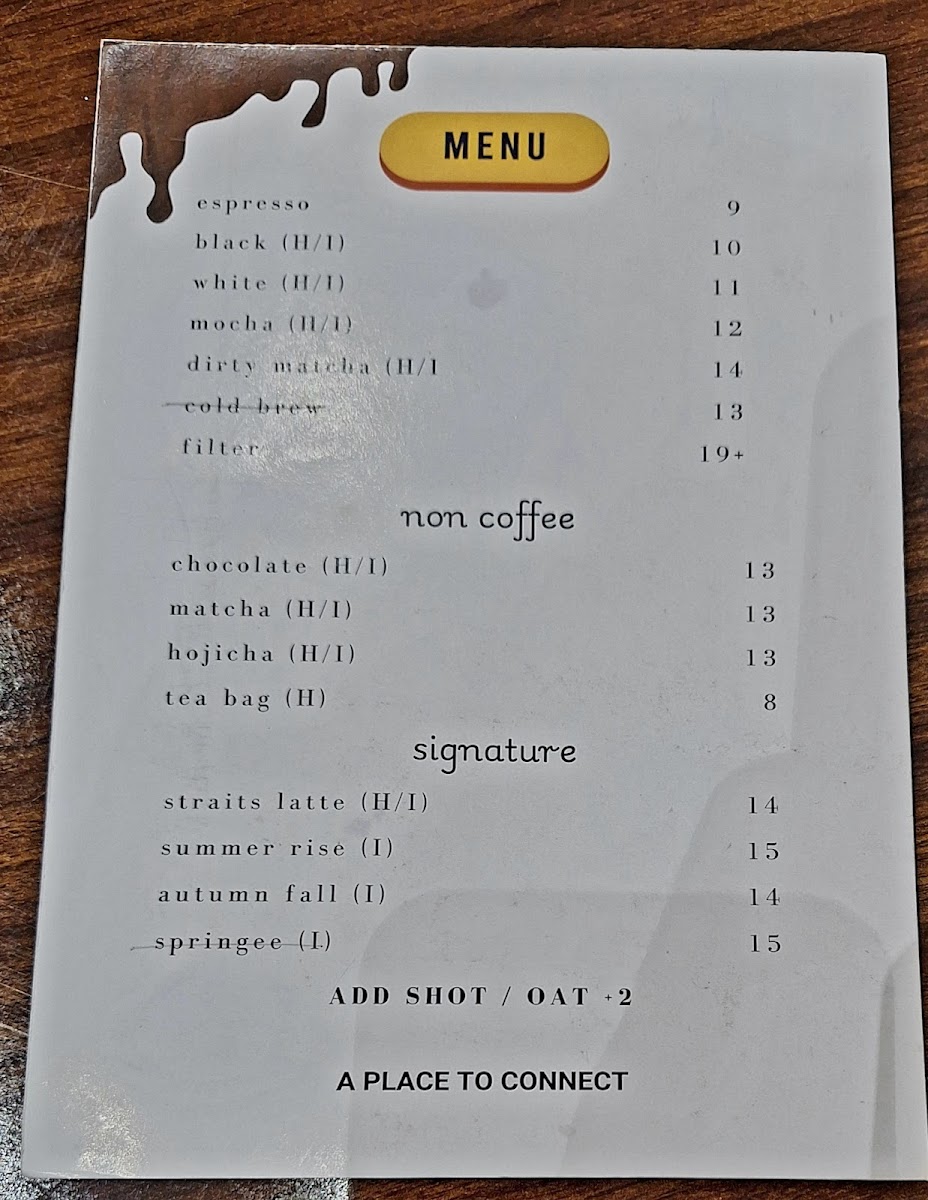 MENU
espresso 9
black (H/I) 10
white (H/I) 11
mocha (H/I) 12
dirty matcha (H/I 14
cold brew 13
filter 19+
non coffee
chocolate (H/I) 13
matcha (H/I) 13
hojicha (H/I) 13
tea bag (H) 8
signature
straits latte (H/I) 14
summer rise (I) 15
autumn fall (I) 14
springee (I) 15
ADD SHOT / OAT +2
A PLACE TO CONNECT